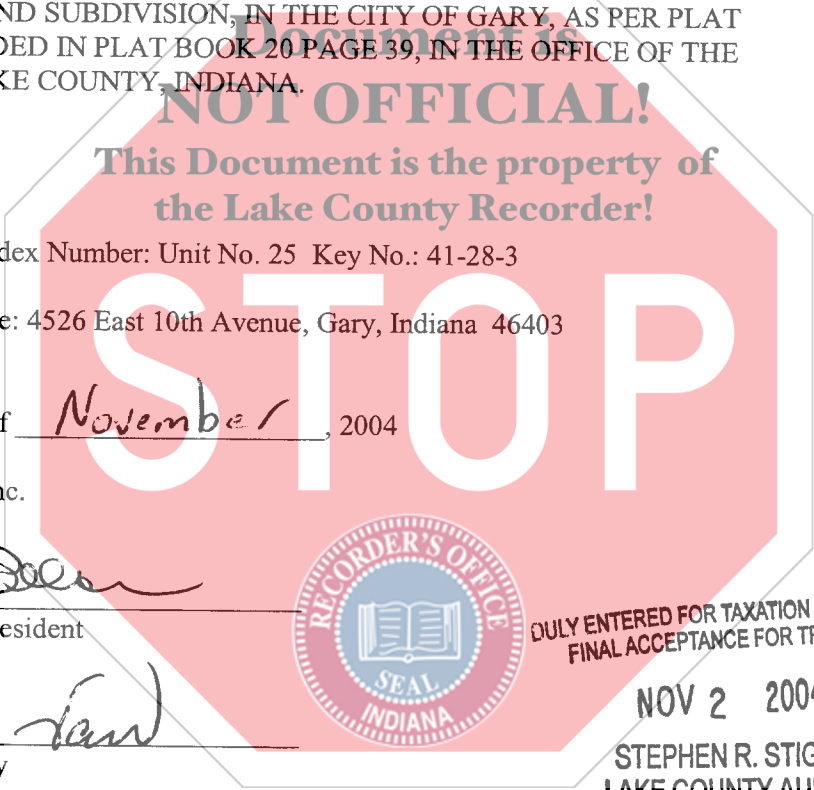 ND SUBDIVISION, IN THE CITY OF GARY, AS PER PLAT
DED IN PLAT BOOK 20 PAGE 39, IN THE OFFICE OF THE
KE COUNTY, INDIANA.
Document is
NOT OFFICIAL!
This Document is the property of
the Lake County Recorder!
dex Number: Unit No. 25 Key No.: 41-28-3
e: 4526 East 10th Avenue, Gary, Indiana 46403
STOP
f November, 2004
nc.
esident
RECORDER'S OFFICE
SEAL
INDIANA
DULY ENTERED FOR TAXATION
FINAL ACCEPTANCE FOR TR
NOV 2 2004
STEPHEN R. STIG
LAKE COUNTY AU
y